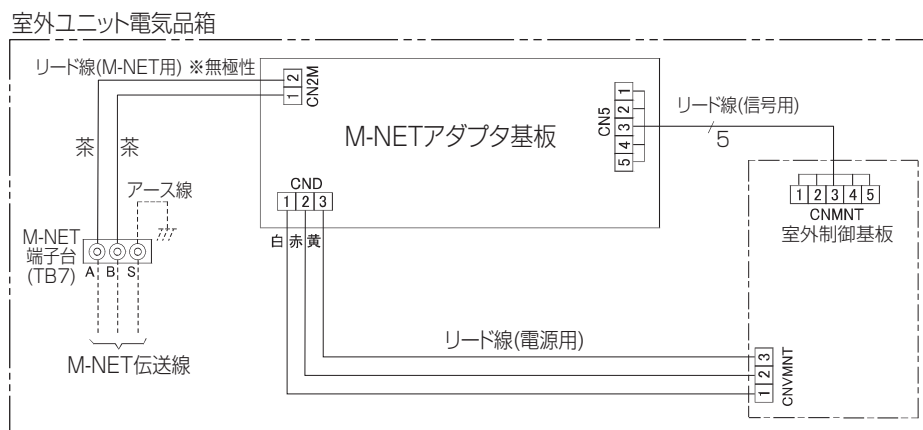 室外ユニット電気品箱
リード線(M-NET用) ※無極性
2
1
CN2M
M-NETアダプタ基板
CN5
1
2
3
4
5
リード線(信号用)
5
茶
茶
アース線
CND
1 2 3
白 赤 黄
1 2 3 4 5
CNMNT
室外制御基板
M-NET
端子台
(TB7)
A B S
M-NET伝送線
リード線(電源用)
3
2
1
CNVMNT